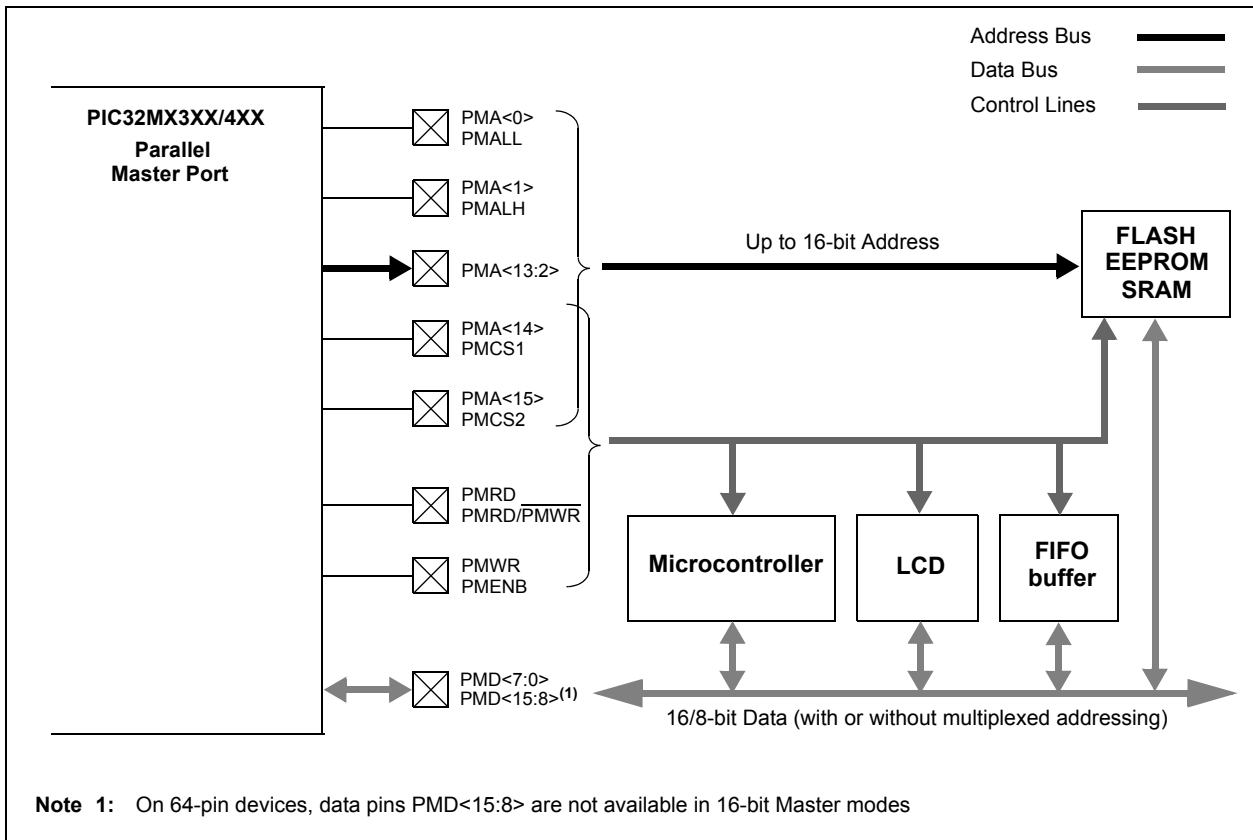 Address Bus
Data Bus
Control Lines
PIC32MX3XX/4XX
Parallel
Master Port
PMA<0>
PMALL
PMA<1>
PMALH
PMA<13:2>
PMA<14>
PMCS1
PMA<15>
PMCS2
PMRD
PMRD/PMWR
PMWR
PMENB
PMD<7:0>
PMD<15:8>(1)
Up to 16-bit Address
FLASH
EEPROM
SRAM
Microcontroller
LCD
FIFO
buffer
16/8-bit Data (with or without multiplexed addressing)
Note 1: On 64-pin devices, data pins PMD<15:8> are not available in 16-bit Master modes